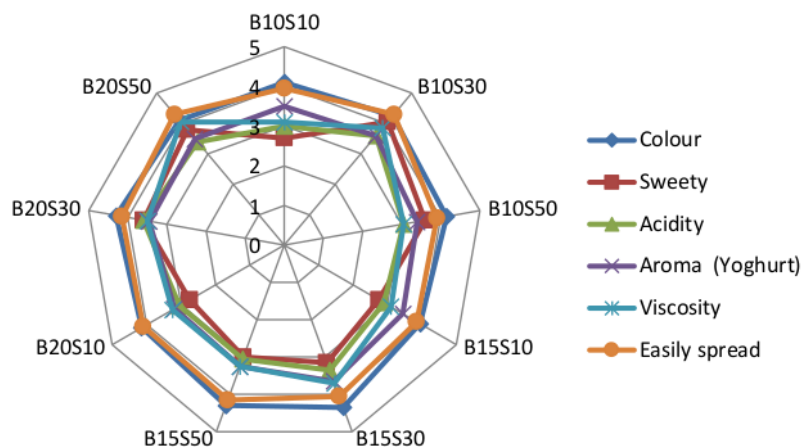 B10S10
B10S30
B10S50
B15S10
B15S30
B15S50
B20S10
B20S30
B20S50
5
4
3
2
1
0
Colour
Sweety
Acidity
Aroma (Yoghurt)
Viscosity
Easily spread